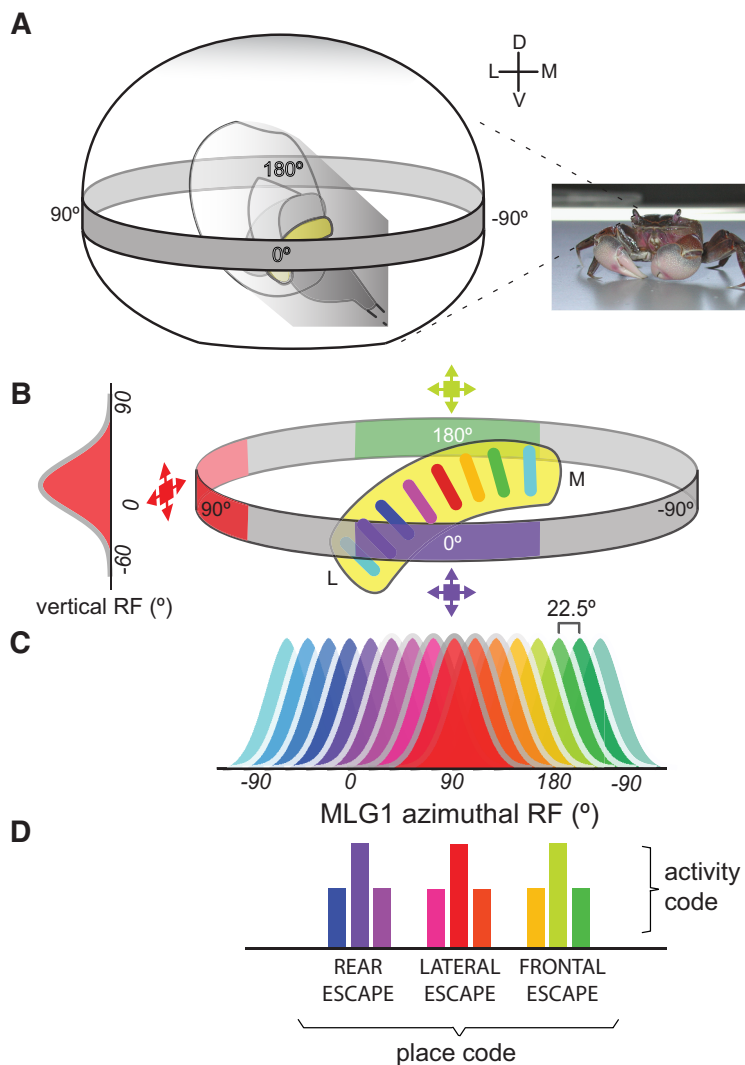 A
D
L M
V
180º
90º
-90º
0º
B
90
0
-60
vertical RF (º)
180º
90º
-90º
M
0º
L
22.5º
C
-90 0 90 180 -90
MLG1 azimuthal RF (º)
D
activity
code
REAR
ESCAPE
LATERAL
ESCAPE
FRONTAL
ESCAPE
place code